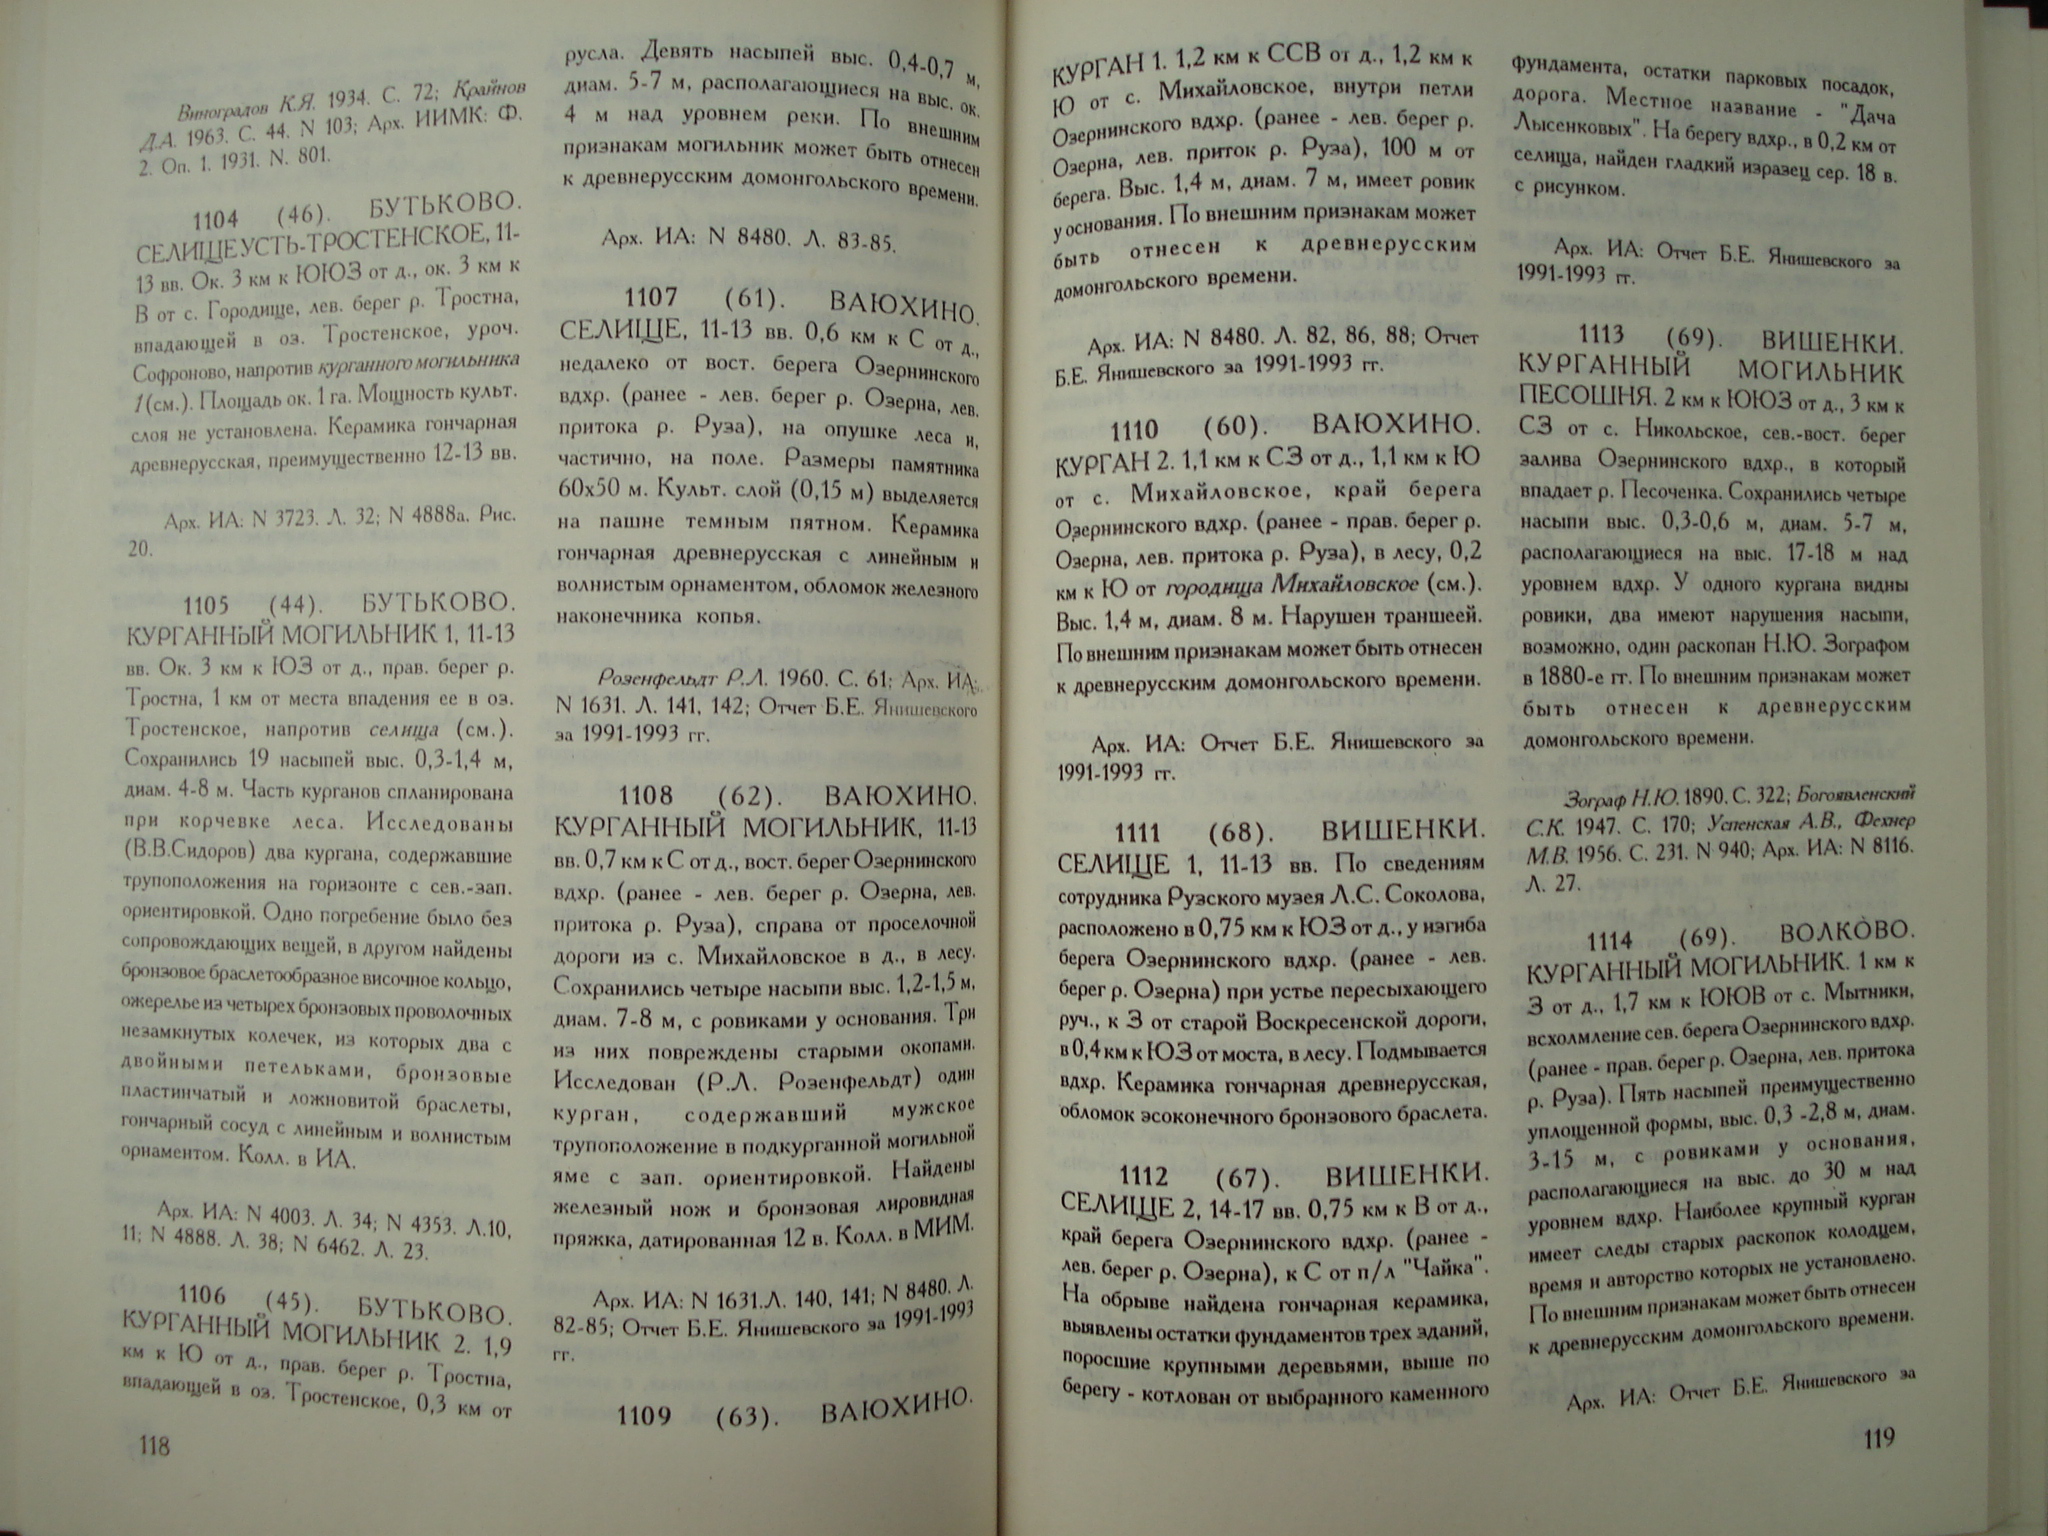 Виноградов К.Я. 1934. С. 72; Крайнов
Д.А. 1963. С. 44. N 103; Арх. ИИМК: Ф.
2. Оп. 1. 1931. N. 801.
1104 (46). БУТЬКОВО.
СЕЛИЩЕ УСТЬ-ТРОСТЕНСКОЕ, 11-
13 вв. Ок. 3 км к ЮЮЗ от д., ок. 3 км к
В от с. Городище, лев. берег р. Тростна,
впадающей в оз. Тростенское, уроч.
Софроново, напротив курганного могильника
1 (см.). Площадь ок. 1 га. Мощность культ.
слоя не установлена. Керамика гончарная
древнерусская, преимущественно 12-13 вв.
Арх. ИА: N 3723. Л. 32; N 4888а. Рис.
20.
1105 (44). БУТЬКОВО.
КУРГАННЫЙ МОГИЛЬНИК 1, 11-13
вв. Ок. 3 км к ЮЗ от д., прав. берег р.
Тростна, 1 км от места впадения ее в оз.
Тростенское, напротив селища (см.).
Сохранились 19 насыпей выс. 0,3-1,4 м,
диам. 4-8 м. Часть курганов спланирована
при корчевке леса. Исследованы
(В.В.Сидоров) два кургана, содержавшие
трупоположения на горизонте с сев.-зап.
ориентировкой. Одно погребение было без
сопровождающих вещей, в другом найдены
бронзовое браслетообразное височное кольцо,
ожерелье из четырех бронзовых проволочных
незамкнутых колечек, из которых два с
двойными петельками, бронзовые
пластинчатый и ложновитой браслеты,
гончарный сосуд с линейным и волнистым
орнаментом. Колл. в ИА.
Арх. ИА: N 4003. Л. 34; N 4353. Л.10,
11; N 4888. Л. 38; N 6462. Л. 23.
1106 (45). БУТЬКОВО.
КУРГАННЫЙ МОГИЛЬНИК 2. 1,9
км к Ю от д., прав. берег р. Тростна,
впадающей в оз. Тростенское, 0,3 км от
118
русла. Девять насыпей выс. 0,4-0,7 м,
диам. 5-7 м, располагающиеся на выс. ок.
4 м над уровнем реки. По внешним
признакам могильник может быть отнесен
к древнерусским домонгольского времени.
Арх. ИА: N 8480. Л. 83-85.
1107 (61). ВАЮХИНО.
СЕЛИЩЕ, 11-13 вв. 0,6 км к С от д.,
недалеко от вост. берега Озернинского
вдхр. (ранее - лев. берег р. Озерна, лев.
притока р. Руза), на опушке леса и,
частично, на поле. Размеры памятника
60х50 м. Культ. слой (0,15 м) выделяется
на пашне темным пятном. Керамика
гончарная древнерусская с линейным и
волнистым орнаментом, обломок железного
наконечника копья.
Розенфельдт Р.Л. 1960. С. 61; Арх. ИА:
N 1631. Л. 141, 142; Отчет Б.Е. Янишевского
за 1991-1993 гг.
1108 (62). ВАЮХИНО.
КУРГАННЫЙ МОГИЛЬНИК, 11-13
вв. 0,7 км к С от д., вост. берег Озернинского
вдхр. (ранее - лев. берег р. Озерна, лев.
притока р. Руза), справа от проселочной
дороги из с. Михайловское в д., в лесу.
Сохранились четыре насыпи выс. 1,2-1,5 м,
диам. 7-8 м, с ровиками у основания. Три
из них повреждены старыми окопами.
Исследован (Р.Л. Розенфельдт) один
курган, содержавший мужское
трупоположение в подкурганной могильной
яме с зап. ориентировкой. Найдены
железный нож и бронзовая лировидная
пряжка, датированная 12 в. Колл. в МИМ.
Арх. ИА: N 1631.Л. 140, 141; N 8480. Л.
82-85; Отчет Б.Е. Янишевского за 1991-1993
гг.
1109 (63). ВАЮХИНО.
КУРГАН 1. 1,2 км к ССВ от д., 1,2 км к
Ю от с. Михайловское, внутри петли
Озернинского вдхр. (ранее - лев. берег р.
Озерна, лев. приток р. Руза), 100 м от
берега. Выс. 1,4 м, диам. 7 м, имеет ровик
у основания. По внешним признакам может
быть отнесен к древнерусским
домонгольского времени.
Арх. ИА: N 8480. Л. 82, 86, 88; Отчет
Б.Е. Янишевского за 1991-1993 гг.
1110 (60). ВАЮХИНО.
КУРГАН 2. 1,1 км к СЗ от д., 1,1 км к Ю
от с. Михайловское, край берега
Озернинского вдхр. (ранее - прав. берег р.
Озерна, лев. притока р. Руза), в лесу, 0,2
км к Ю от городища Михайловское (см.).
Выс. 1,4 м, диам. 8 м. Нарушен траншеей.
По внешним признакам может быть отнесен
к древнерусским домонгольского времени.
Арх. ИА: Отчет Б.Е. Янишевского за
1991-1993 гг.
1111 (68). ВИШЕНКИ.
СЕЛИЩЕ 1, 11-13 вв. По сведениям
сотрудника Рузского музея Л.С. Соколова,
расположено в 0,75 км к ЮЗ от д., у изгиба
берега Озернинского вдхр. (ранее - лев.
берег р. Озерна) при устье пересыхающего
руч., к З от старой Воскресенской дороги,
в 0,4 км к ЮЗ от моста, в лесу. Подмывается
вдхр. Керамика гончарная древнерусская,
обломок эсоконечного бронзового браслета.
1112 (67). ВИШЕНКИ.
СЕЛИЩЕ 2, 14-17 вв. 0,75 км к В от д.,
край берега Озернинского вдхр. (ранее -
лев. берег р. Озерна), к С от п/л "Чайка".
На обрыве найдена гончарная керамика,
выявлены остатки фундаментов трех зданий,
поросшие крупными деревьями, выше по
берегу - котлован от выбранного каменного
фундамента, остатки парковых посадок,
дорога. Местное название - "Дача
Лысенковых". На берегу вдхр., в 0,2 км от
селища, найден гладкий изразец сер. 18 в.
с рисунком.
Арх. ИА: Отчет Б.Е. Янишевского за
1991-1993 гг.
1113 (69). ВИШЕНКИ.
КУРГАННЫЙ МОГИЛЬНИК
ПЕСОШНЯ. 2 км к ЮЮЗ от д., 3 км к
СЗ от с. Никольское, сев.-вост. берег
залива Озернинского вдхр., в который
впадает р. Песоченка. Сохранились четыре
насыпи выс. 0,3-0,6 м, диам. 5-7 м,
располагающиеся на выс. 17-18 м над
уровнем вдхр. У одного кургана видны
ровики, два имеют нарушения насыпи,
возможно, один раскопан Н.Ю. Зографом
в 1880-е гг. По внешним признакам может
быть отнесен к древнерусским
домонгольского времени.
Зограф Н.Ю. 1890. С. 322; Богоявленский
С.К. 1947. С. 170; Успенская А.В., Фехнер
М.В. 1956. С. 231. N 940; Арх. ИА: N 8116.
Л. 27.
1114 (69). ВОЛКОВО.
КУРГАННЫЙ МОГИЛЬНИК. 1 км к
З от д., 1,7 км к ЮЮВ от с. Мытники,
всхолмление сев. берега Озернинского вдхр.
(ранее - прав. берег р. Озерна, лев. притока
р. Руза). Пять насыпей преимущественно
уплощенной формы, выс. 0,3 -2,8 м, диам.
3-15 м, с ровиками у основания,
располагающиеся на выс. до 30 м над
уровнем вдхр. Наиболее крупный курган
имеет следы старых раскопок колодцем,
время и авторство которых не установлено.
По внешним признакам может быть отнесен
к древнерусским домонгольского времени.
Арх. ИА: Отчет Б.Е. Янишевского за
119